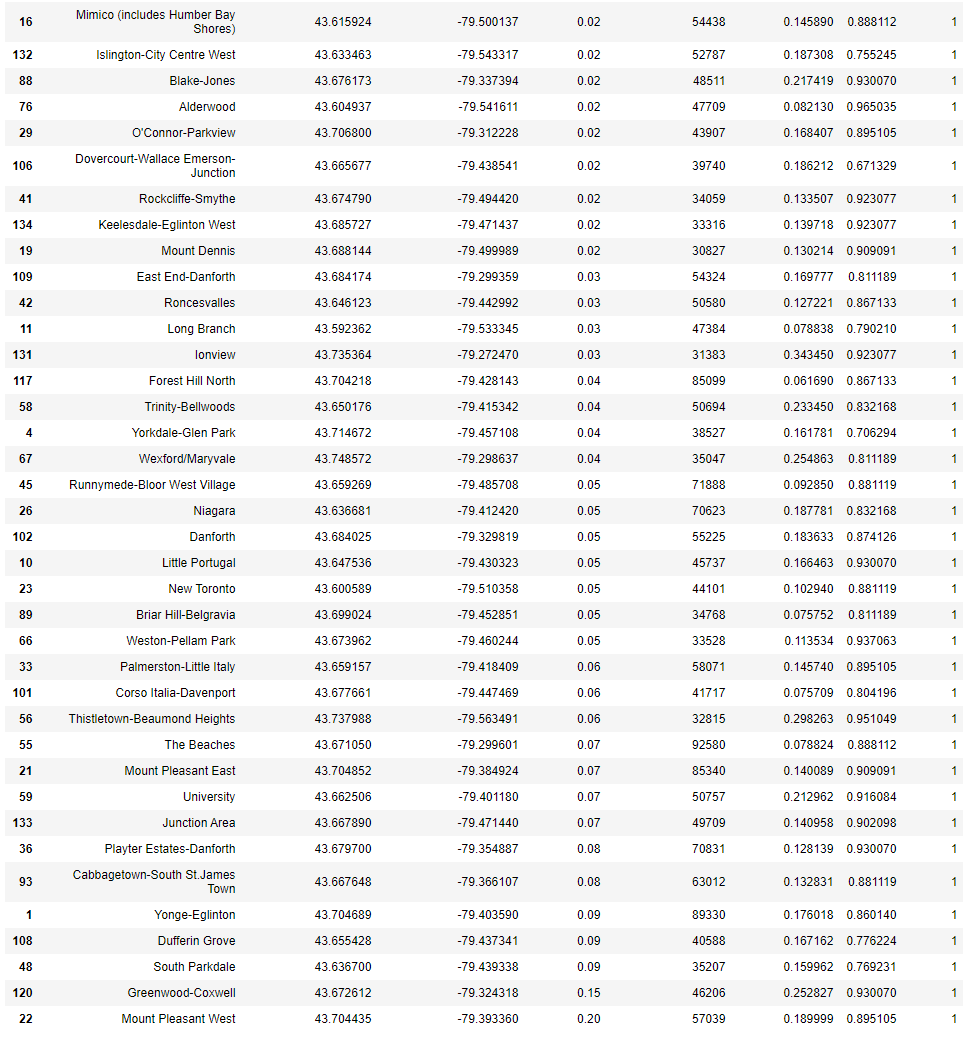 16 Mimico (includes Humber Bay Shores) 43.615924 -79.500137 0.02 54438 0.145890 0.888112 1
132 Islington-City Centre West 43.633463 -79.543317 0.02 52787 0.187308 0.755245 1
88 Blake-Jones 43.676173 -79.337394 0.02 48511 0.217419 0.930070 1
76 Alderwood 43.604937 -79.541611 0.02 47709 0.082130 0.965035 1
29 O'Connor-Parkview 43.706800 -79.312228 0.02 43907 0.168407 0.895105 1
106 Dovercourt-Wallace Emerson-Junction 43.665677 -79.438541 0.02 39740 0.186212 0.671329 1
41 Rockcliffe-Smythe 43.674790 -79.494420 0.02 34059 0.133507 0.923077 1
134 Keelesdale-Eglinton West 43.685727 -79.471437 0.02 33316 0.139718 0.923077 1
19 Mount Dennis 43.688144 -79.499989 0.02 30827 0.130214 0.909091 1
109 East End-Danforth 43.684174 -79.299359 0.03 54324 0.169777 0.811189 1
42 Roncesvalles 43.646123 -79.442992 0.03 50580 0.127221 0.867133 1
11 Long Branch 43.592362 -79.533345 0.03 47384 0.078838 0.790210 1
131 Ionview 43.735364 -79.272470 0.03 31383 0.343450 0.923077 1
117 Forest Hill North 43.704218 -79.428143 0.04 85099 0.061690 0.867133 1
58 Trinity-Bellwoods 43.650176 -79.415342 0.04 50694 0.233450 0.832168 1
4 Yorkdale-Glen Park 43.714672 -79.457108 0.04 38527 0.161781 0.706294 1
67 Wexford/Maryvale 43.748572 -79.298637 0.04 35047 0.254863 0.811189 1
45 Runnymede-Bloor West Village 43.659269 -79.485708 0.05 71888 0.092850 0.881119 1
26 Niagara 43.636681 -79.412420 0.05 70623 0.187781 0.832168 1
102 Danforth 43.684025 -79.329819 0.05 55225 0.183633 0.874126 1
10 Little Portugal 43.647536 -79.430323 0.05 45737 0.166463 0.930070 1
23 New Toronto 43.600589 -79.510358 0.05 44101 0.102940 0.881119 1
89 Briar Hill-Belgravia 43.699024 -79.452851 0.05 34768 0.075752 0.811189 1
66 Weston-Pellam Park 43.673962 -79.460244 0.05 33528 0.113534 0.937063 1
33 Palmerston-Little Italy 43.659157 -79.418409 0.06 58071 0.145740 0.895105 1
101 Corso Italia-Davenport 43.677661 -79.447469 0.06 41717 0.075709 0.804196 1
56 Thistletown-Beaumond Heights 43.737988 -79.563491 0.06 32815 0.298263 0.951049 1
55 The Beaches 43.671050 -79.299601 0.07 92580 0.078824 0.888112 1
21 Mount Pleasant East 43.704852 -79.384924 0.07 85340 0.140089 0.909091 1
59 University 43.662506 -79.401180 0.07 50757 0.212962 0.916084 1
133 Junction Area 43.667890 -79.471440 0.07 49709 0.140958 0.902098 1
36 Playter Estates-Danforth 43.679700 -79.354887 0.08 70831 0.128139 0.930070 1
93 Cabbagetown-South St.James Town 43.667648 -79.366107 0.08 63012 0.132831 0.881119 1
1 Yonge-Eglinton 43.704689 -79.403590 0.09 89330 0.176018 0.860140 1
108 Dufferin Grove 43.655428 -79.437341 0.09 40588 0.167162 0.776224 1
48 South Parkdale 43.636700 -79.439338 0.09 35207 0.159962 0.769231 1
120 Greenwood-Coxwell 43.672612 -79.324318 0.15 46206 0.252827 0.930070 1
22 Mount Pleasant West 43.704435 -79.393360 0.20 57039 0.189999 0.895105 1